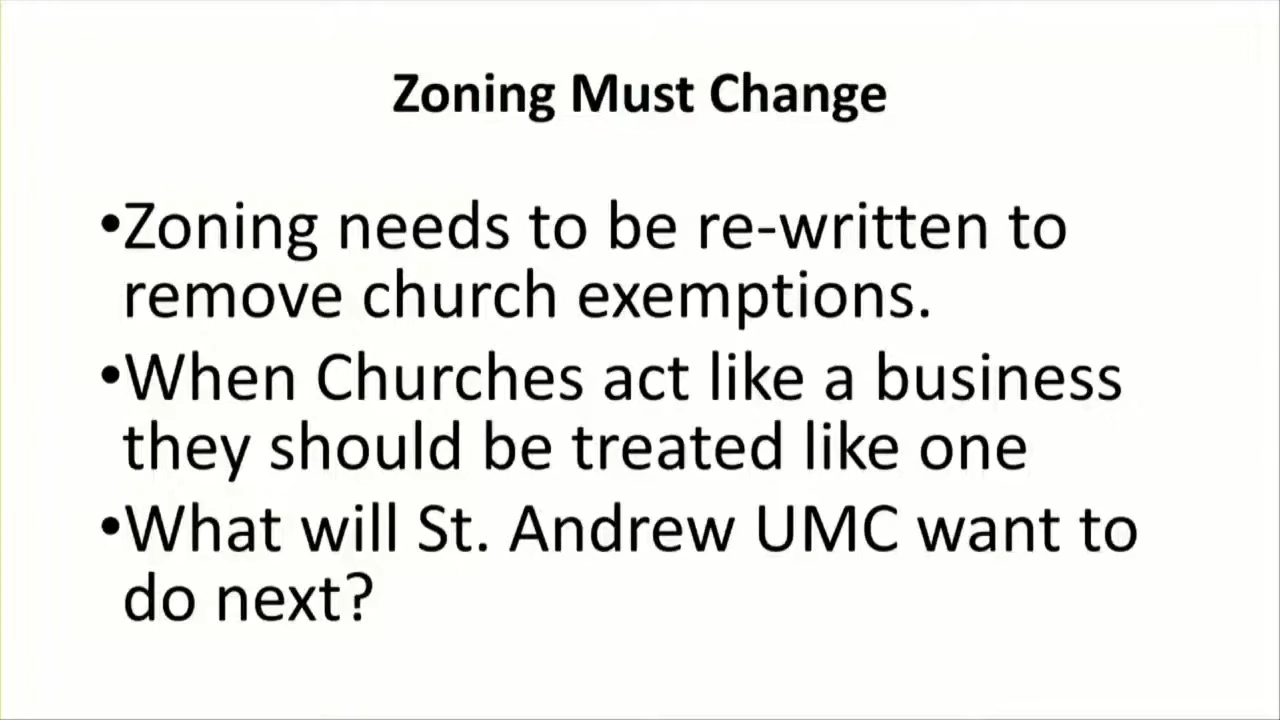 Zoning Must Change
•Zoning needs to be re-written to
remove church exemptions.
•When Churches act like a business
they should be treated like one
•What will St. Andrew UMC want to
do next?